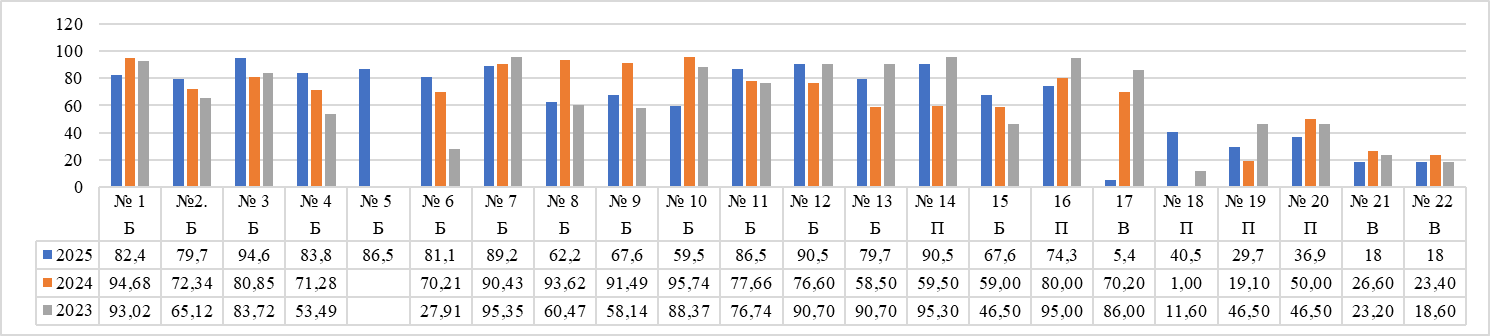 120
100
80
60
40
20
0
№ 1 №2. № 3 № 4 № 5 № 6 № 7 № 8 № 9 № 10 № 11 № 12 № 13 № 14 15 16 17 № 18 № 19 № 20 № 21 № 22
Б Б Б Б Б Б Б Б Б Б Б Б Б П Б П В П П П В В
2025 82,4 79,7 94,6 83,8 86,5 81,1 89,2 62,2 67,6 59,5 86,5 90,5 79,7 90,5 67,6 74,3 5,4 40,5 29,7 36,9 18 18
2024 94,68 72,34 80,85 71,28 70,21 90,43 93,62 91,49 95,74 77,66 76,60 58,50 59,50 59,00 80,00 70,20 1,00 19,10 50,00 26,60 23,40
2023 93,02 65,12 83,72 53,49 27,91 95,35 60,47 58,14 88,37 76,74 90,70 90,70 95,30 46,50 95,00 86,00 11,60 46,50 46,50 23,20 18,60